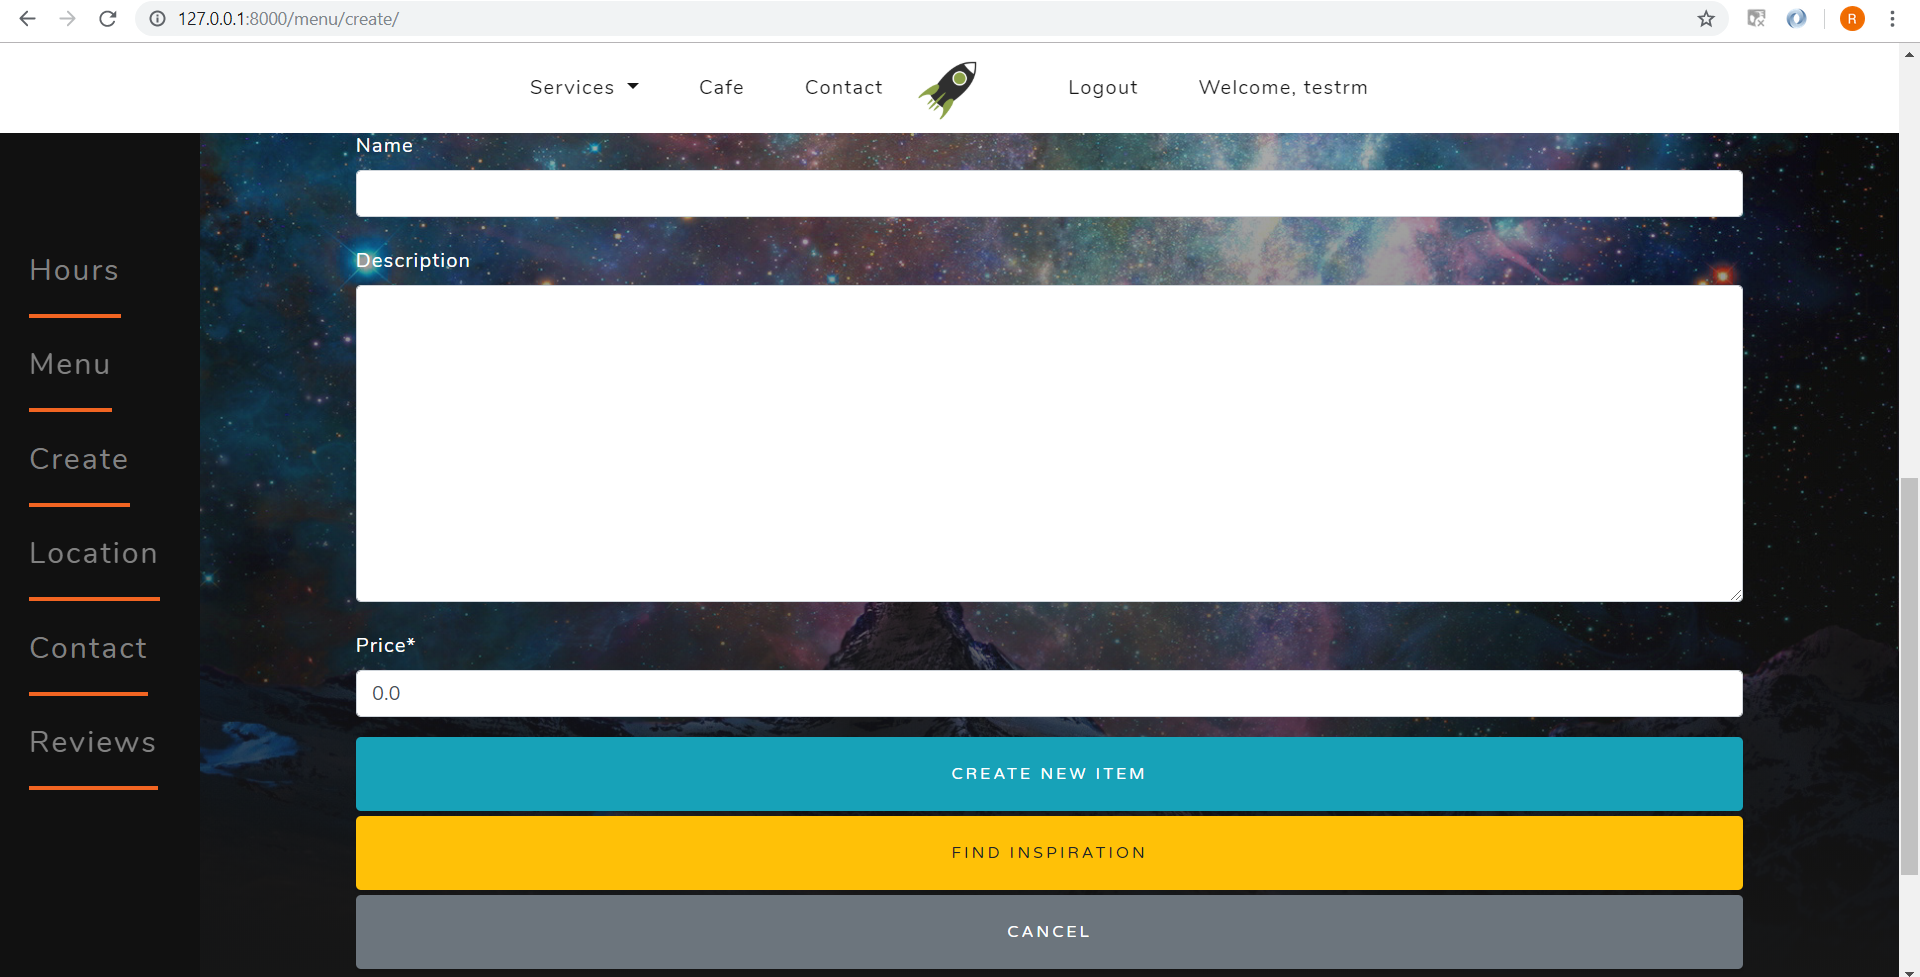 127.0.0.1:8000/menu/create/
R
Services
Cafe
Contact
Logout
Welcome, testrm
Hours
Menu
Create
Location
Contact
Reviews
Name
Description
Price*
0.0
CREATE NEW ITEM
FIND INSPIRATION
CANCEL